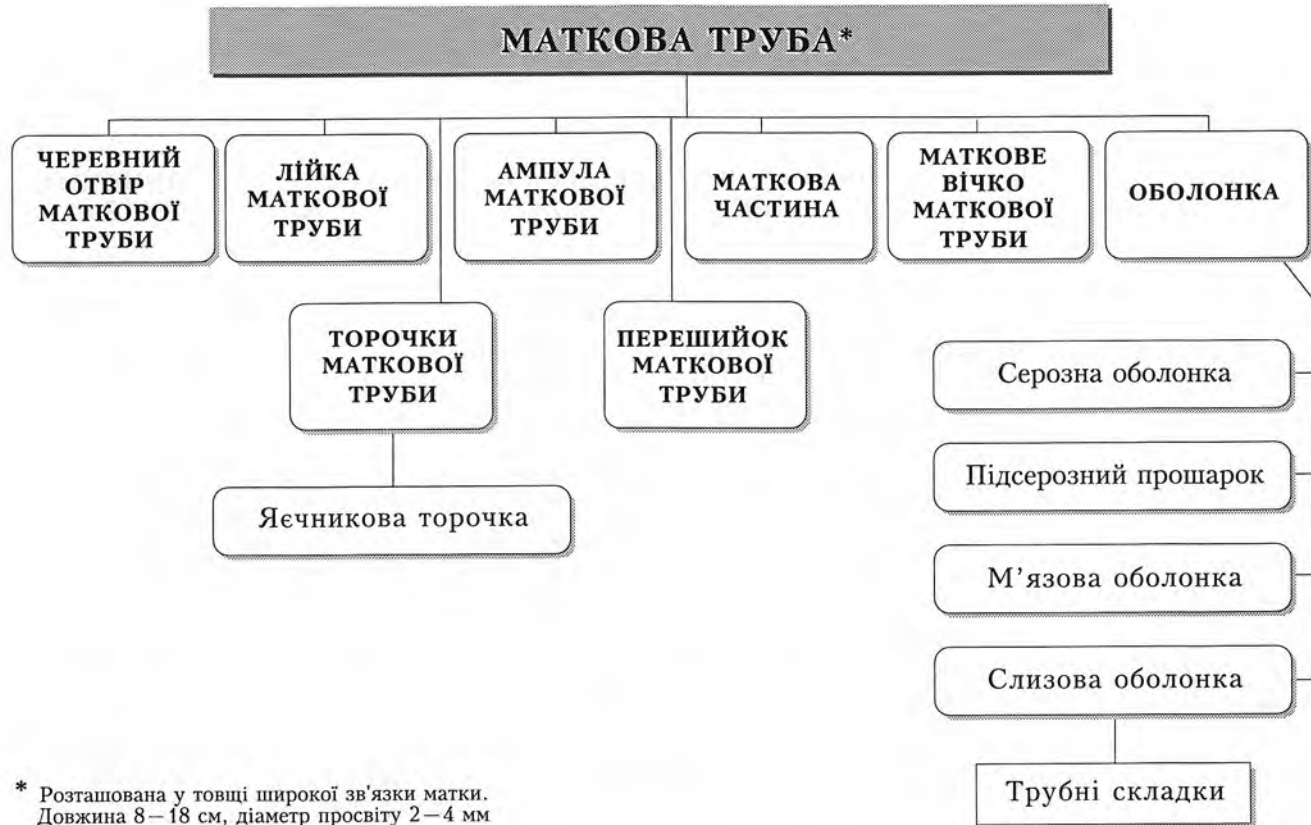 МАТКОВА ТРУБА*
ЧЕРЕВНИЙ
ОТВІР
МАТКОВОЇ
ТРУБИ
ЛІЙКА
МАТКОВОЇ
ТРУБИ
АМПУЛА
МАТКОВОЇ
ТРУБИ
МАТКОВА
ЧАСТИНА
МАТКОВЕ
ВІЧКО
МАТКОВОЇ
ТРУБИ
ОБОЛОНКА
ТОРОЧКИ
МАТКОВОЇ
ТРУБИ
ПЕРЕШИЙОК
МАТКОВОЇ
ТРУБИ
Яєчникова торочка
Серозна оболонка
Підсерозний прошарок
М’язова оболонка
Слизова оболонка
Трубні складки
* Розташована у товщі широкої зв'язки матки.
Довжина 8—18 см, діаметр просвіту 2—4 мм